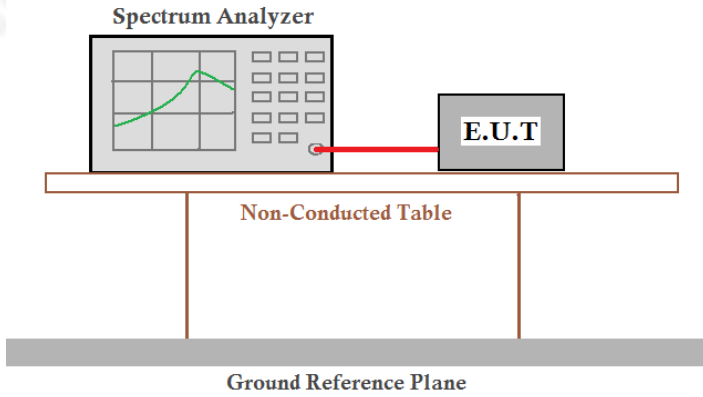 Spectrum Analyzer
E.U.T
Non-Conducted Table
Ground Reference Plane